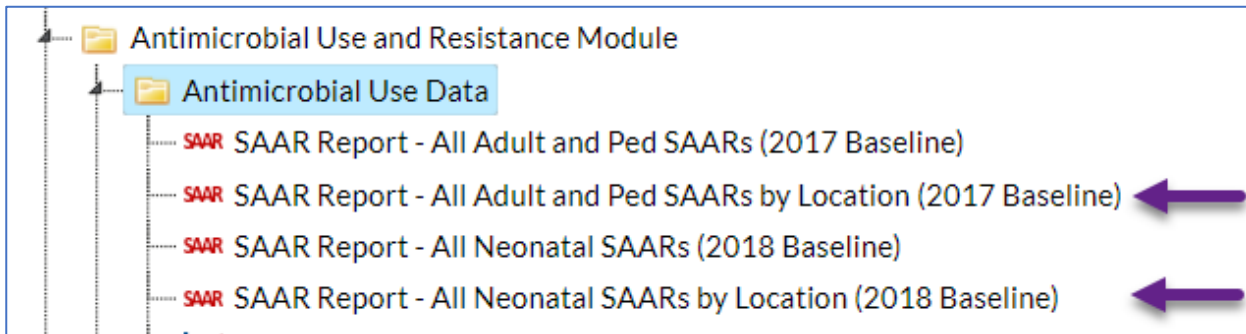 Antimicrobial Use and Resistance Module
Antimicrobial Use Data
SAAR SAAR Report - All Adult and Ped SAARs (2017 Baseline)
SAAR SAAR Report - All Adult and Ped SAARs by Location (2017 Baseline)
SAAR SAAR Report - All Neonatal SAARs (2018 Baseline)
SAAR SAAR Report - All Neonatal SAARs by Location (2018 Baseline)